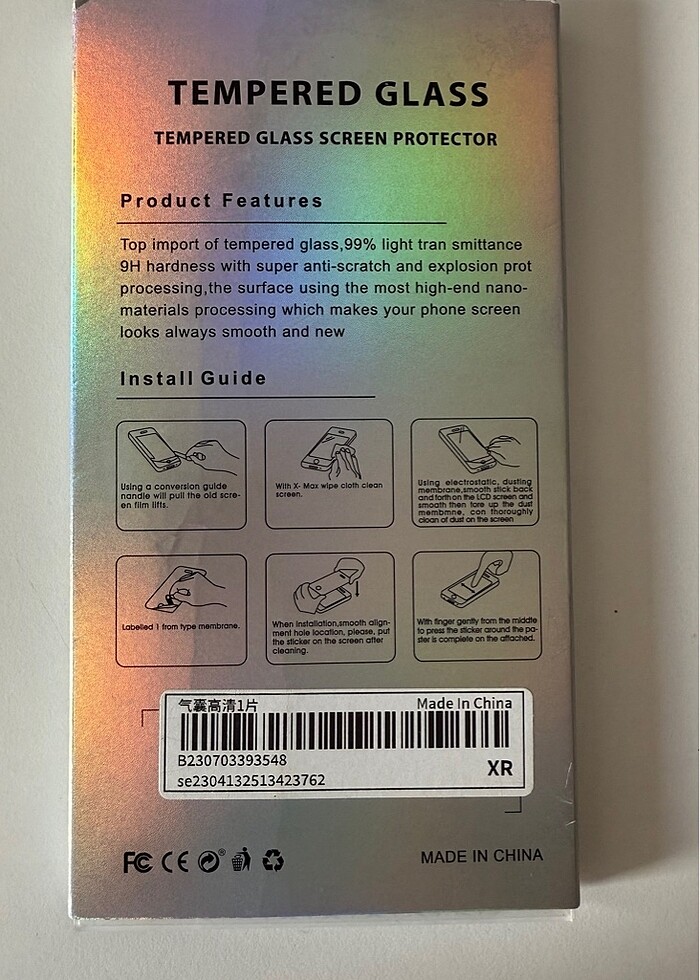 TEMPERED GLASS
TEMPERED GLASS SCREEN PROTECTOR
Product Features
Top import of tempered glass,99% light tran smittance
9H hardness with super anti-scratch and explosion prot
processing,the surface using the most high-end nano-
materials processing which makes your phone screen
looks always smooth and new
Install Guide
Using a conversion guide
nandle will pull the old scre-
en film lifts.
With X- Max wipe cloth clean
screen.
Using electrostatic, dusting
membrane,smooth stick back
and forth on the LCD screen and
smoath then tore up the dust
membmne, con thoroughly
clean of dust on the screen
Labelled 1 from type membrane.
When installation,smooth align-
ment hole location, please, put
the sticker on the screen after
cleaning.
With finger gently from the middle
to press the sticker around the pa-
ster is complete on the attached.
气囊高清1片 Made In China
B230703393548
se2304132513423762
XR
FC CE
MADE IN CHINA